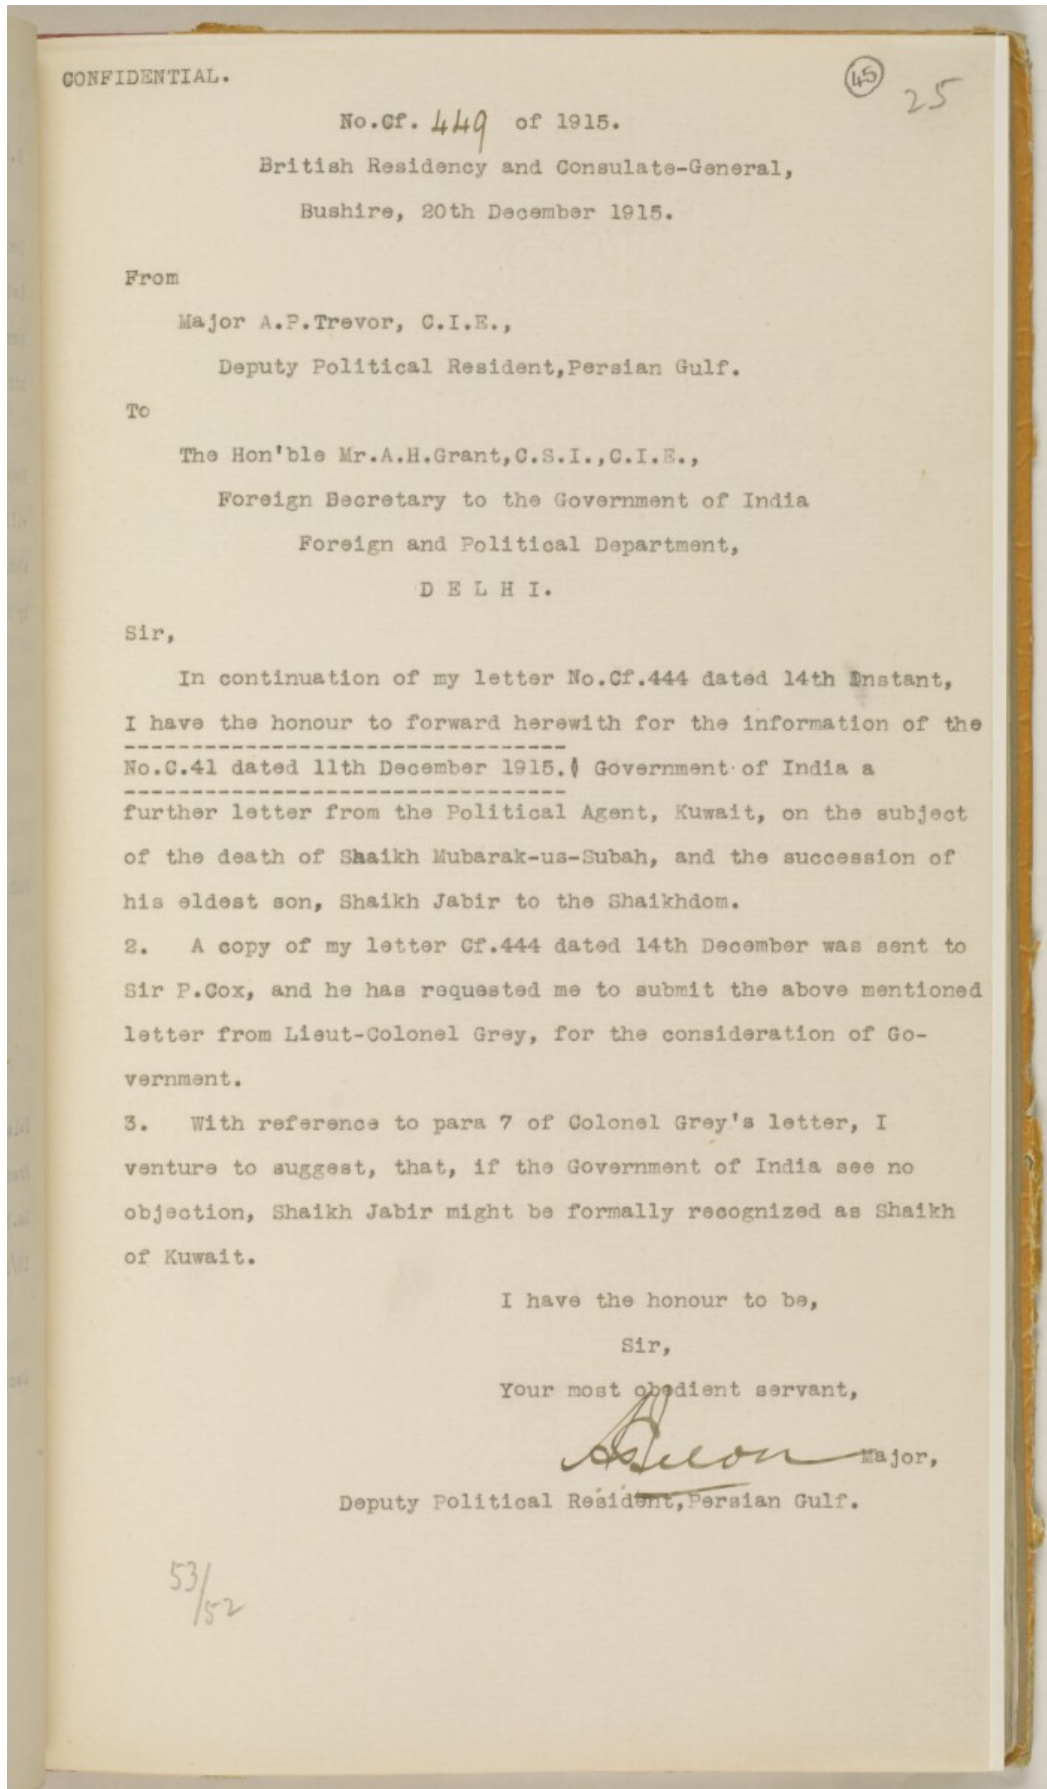 CONFIDENTIAL.
45
25
No.Cf. 449 of 1915.
British Residency and Consulate-General,
Bushire, 20th December 1915.
From
Major A.P.Trevor, C.I.E.,
Deputy Political Resident,Persian Gulf.
To
The Hon'ble Mr.A.H.Grant,C.S.I.,C.I.E.,
Foreign Secretary to the Government of India
Foreign and Political Department,
D E L H I.
Sir,
In continuation of my letter No.Cf.444 dated 14th Instant,
I have the honour to forward herewith for the information of the
No.C.41 dated 11th December 1915. Government of India a
further letter from the Political Agent, Kuwait, on the subject
of the death of Shaikh Mubarak-us-Subah, and the succession of
his eldest son, Shaikh Jabir to the Shaikhdom.
2. A copy of my letter Cf.444 dated 14th December was sent to
Sir P.Cox, and he has requested me to submit the above mentioned
letter from Lieut-Colonel Grey, for the consideration of Go-
vernment.
3. With reference to para 7 of Colonel Grey's letter, I
venture to suggest, that, if the Government of India see no
objection, Shaikh Jabir might be formally recognized as Shaikh
of Kuwait.
I have the honour to be,
Sir,
Your most obedient servant,
Major,
Deputy Political Resident,Persian Gulf.
53/52